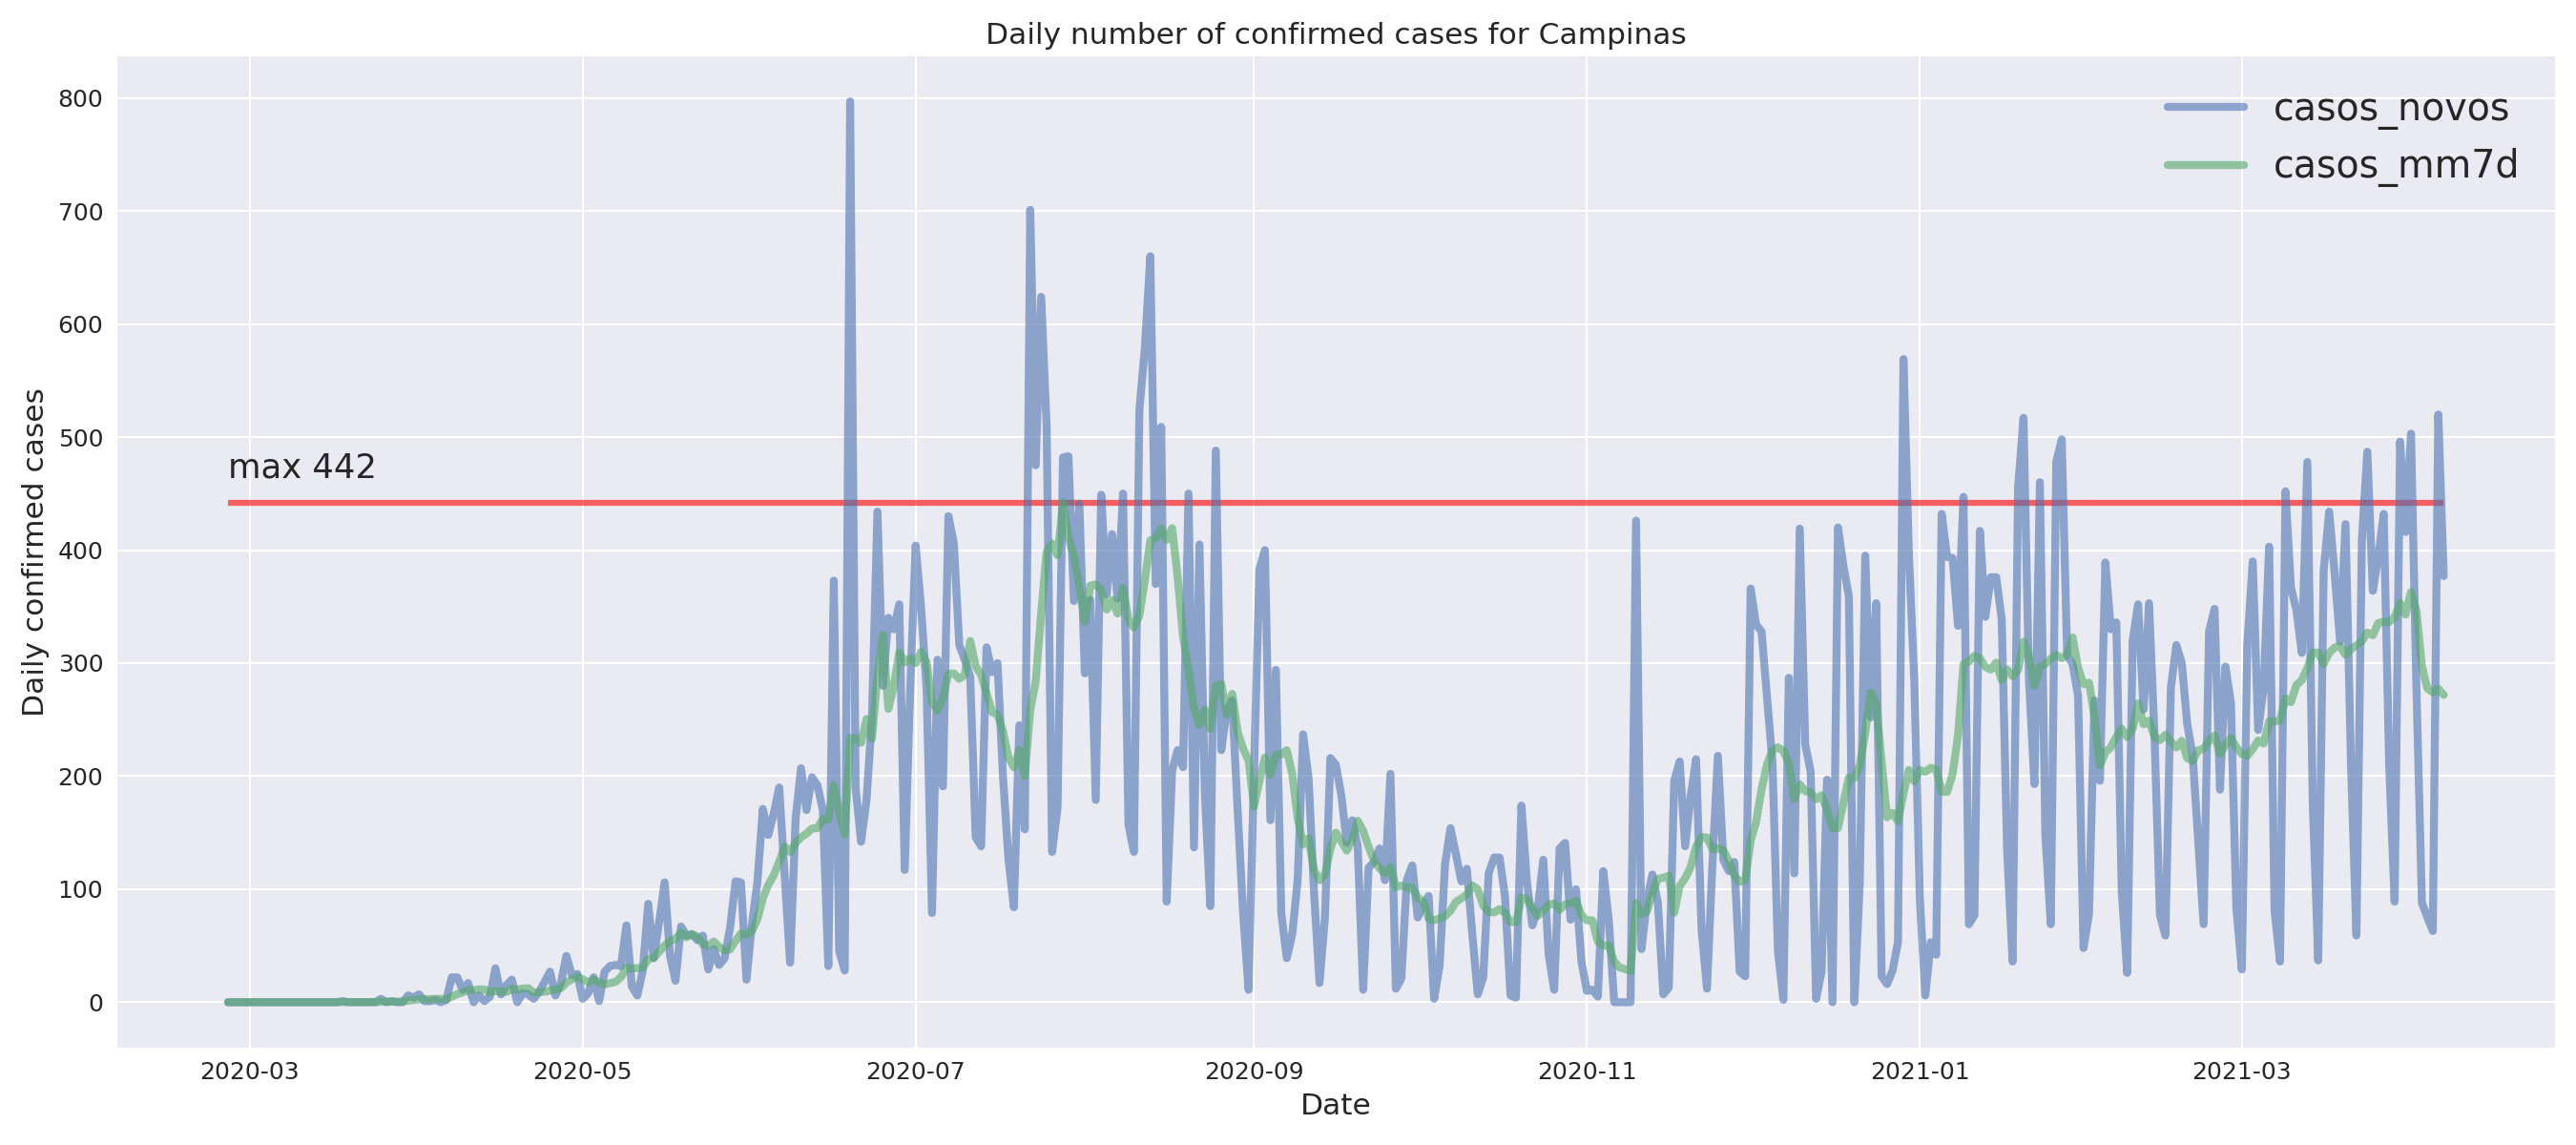 Daily number of confirmed cases for Campinas
casos_novos
casos_mm7d
max 442
Daily confirmed cases
800
700
600
500
400
300
200
100
0
2020-03
2020-05
2020-07
2020-09
2020-11
2021-01
2021-03
Date